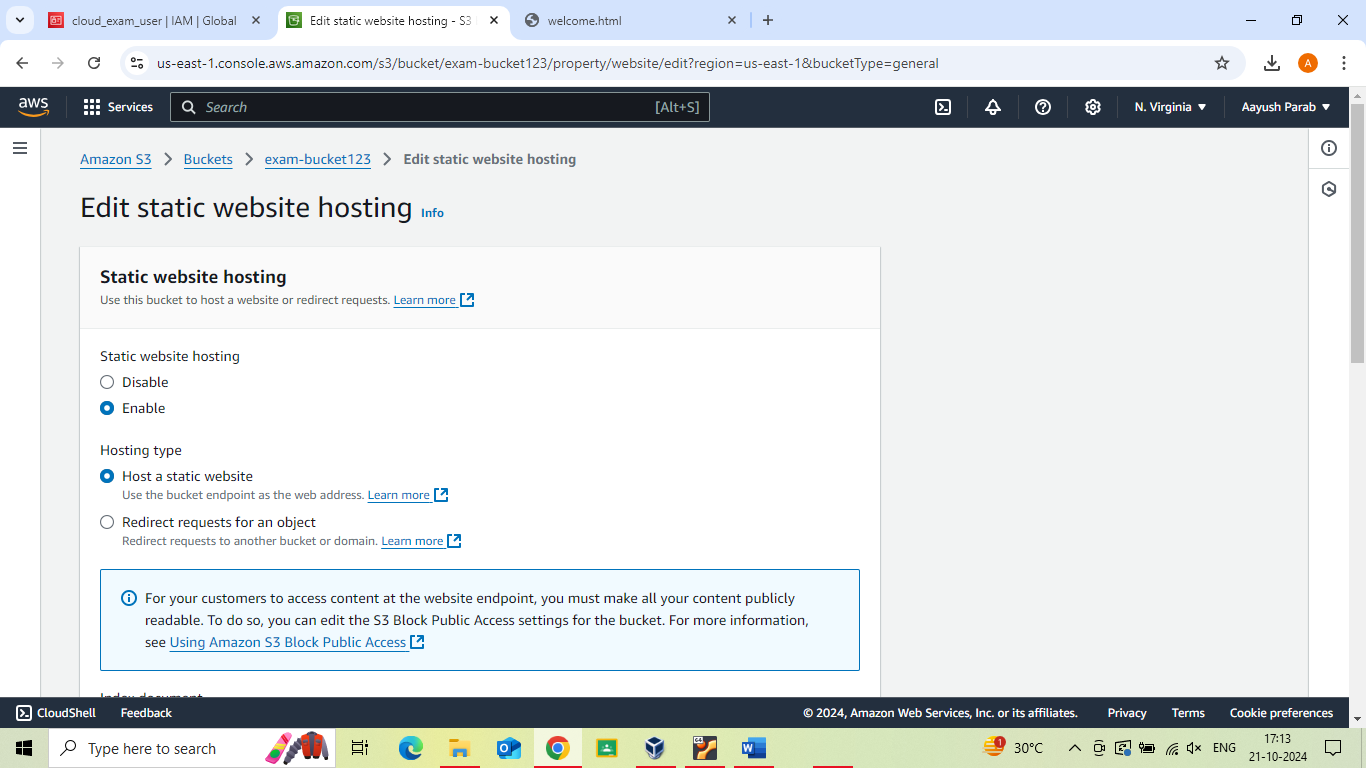 cloud_exam_user | IAM | Global
Edit static website hosting - S3
welcome.html
us-east-1.console.aws.amazon.com/s3/bucket/exam-bucket123/property/website/edit?region=us-east-1&bucketType=general
A
aws
Services
Search
[Alt+S]
N. Virginia
Aayush Parab
Amazon S3
Buckets
exam-bucket123
Edit static website hosting
Edit static website hosting
Info
Static website hosting
Use this bucket to host a website or redirect requests. Learn more
Static website hosting
Disable
Enable
Hosting type
Host a static website
Use the bucket endpoint as the web address. Learn more
Redirect requests for an object
Redirect requests to another bucket or domain. Learn more
For your customers to access content at the website endpoint, you must make all your content publicly
readable. To do so, you can edit the S3 Block Public Access settings for the bucket. For more information,
see Using Amazon S3 Block Public Access
Index document
CloudShell
Feedback
© 2024, Amazon Web Services, Inc. or its affiliates.
Privacy
Terms
Cookie preferences
Type here to search
1
30°C
ENG
17:13
21-10-2024